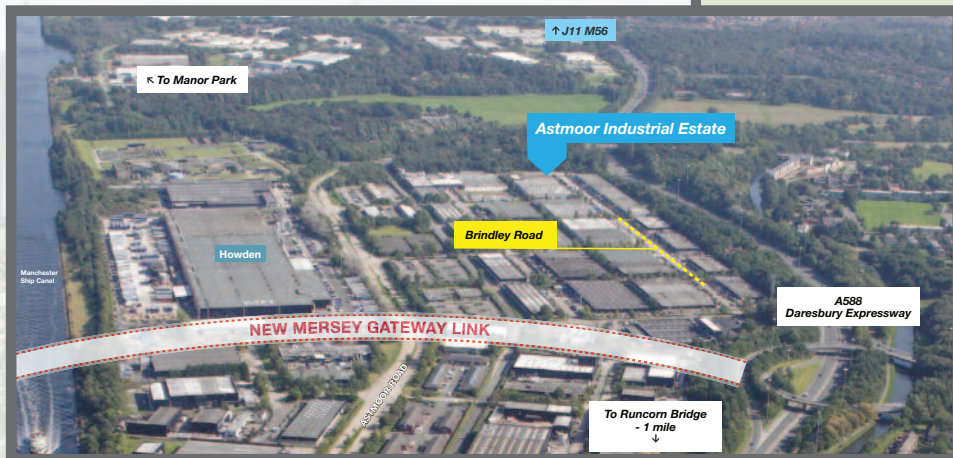 ↑ J11 M56
↖ To Manor Park
Astmoor Industrial Estate
Brindley Road
Howden
Manchester
Ship Canal
A588
Daresbury Expressway
NEW MERSEY GATEWAY LINK
ASTMOOR ROAD
To Runcorn Bridge
- 1 mile
↓